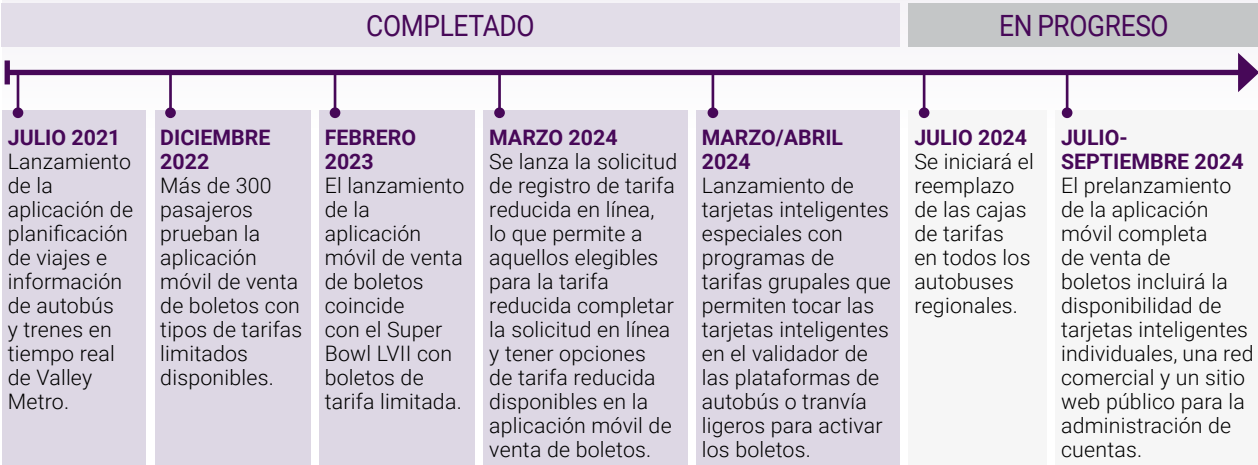 COMPLETADO
EN PROGRESO
JULIO 2021
Lanzamiento
de la
aplicación de
planificación
de viajes e
información
de autobús
y trenes en
tiempo real
de Valley
Metro.
DICIEMBRE
2022
Más de 300
pasajeros
prueban la
aplicación
móvil de venta
de boletos con
tipos de tarifas
limitados
disponibles.
FEBRERO
2023
El lanzamiento
de la
aplicación
móvil de venta
de boletos
coincide
con el Super
Bowl LVII con
boletos de
tarifa limitada.
MARZO 2024
Se lanza la solicitud
de registro de tarifa
reducida en línea,
lo que permite a
aquellos elegibles
para la tarifa
reducida completar
la solicitud en línea
y tener opciones
de tarifa reducida
disponibles en la
aplicación móvil de
venta de boletos.
MARZO/ABRIL
2024
Lanzamiento de
tarjetas inteligentes
especiales con
programas de
tarifas grupales que
permiten tocar las
tarjetas inteligentes
en el validador de
las plataformas de
autobús o tranvía
ligeros para activar
los boletos.
JULIO 2024
Se iniciará el
reemplazo
de las cajas
de tarifas
en todos los
autobuses
regionales.
JULIO-
SEPTIEMBRE 2024
El prelanzamiento
de la aplicación
móvil completa
de venta de
boletos incluirá la
disponibilidad de
tarjetas inteligentes
individuales, una red
comercial y un sitio
web público para la
administración de
cuentas.